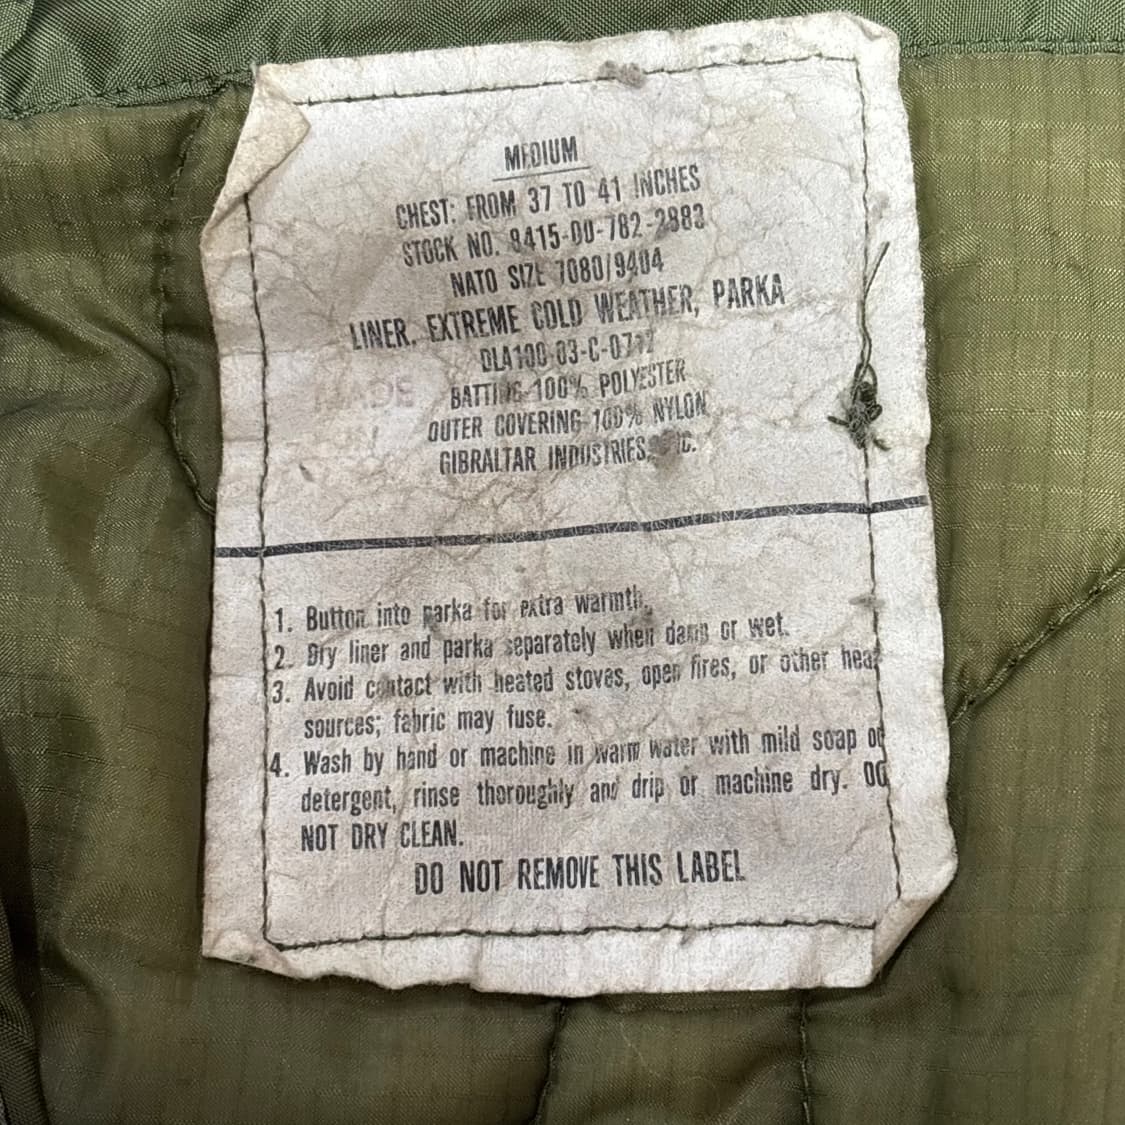 MEDIUM
CHEST: FROM 37 TO 41 INCHES
STOCK NO. 8415-00-782-2883
NATO SIZE 7080/9404
LINER, EXTREME COLD WEATHER, PARKA
BATTING-100% POLYESTER
OUTER COVERING-100% NYLON
GIBRALTAR INDUSTRIES, INC.
MADE
1. Button into parka for extra warmth.
2. Dry liner and parka separately when damp or wet.
3. Avoid contact with heated stoves, open fires, or other heat
sources; fabric may fuse.
4. Wash by hand or machine in warm water with mild soap or
detergent, rinse thoroughly and drip or machine dry. DO
NOT DRY CLEAN.
DO NOT REMOVE THIS LABEL